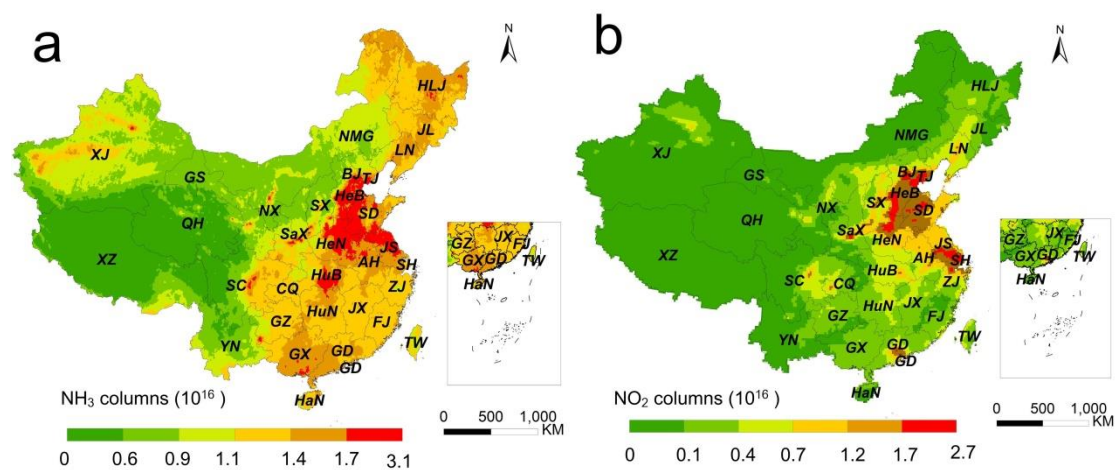 a
N
HLJ
JL
LN
NMG
XJ
GS
BJ
TJ
HeB
SX
SD
NX
QH
SaX
HeN
JS
XZ
AH
SH
HuB
SC
CQ
ZJ
HuN
JX
GZ
FJ
YN
GX
GD
TW
GD
HaN
GZ
JX
FJ
GX
GD
TW
HaN
NH₃ columns (10¹⁶ )
0 500 1,000
KM
0 0.6 0.9 1.1 1.4 1.7 3.1
b
N
HLJ
JL
LN
NMG
XJ
GS
BJ
TJ
HeB
SX
SD
NX
QH
SaX
HeN
JS
XZ
AH
SH
HuB
SC
CQ
ZJ
HuN
JX
GZ
FJ
YN
GX
GD
TW
GD
HaN
GZ
JX
FJ
GX
GD
TW
HaN
NO₂ columns (10¹⁶ )
0 500 1,000
KM
0 0.1 0.4 0.7 1.2 1.7 2.7